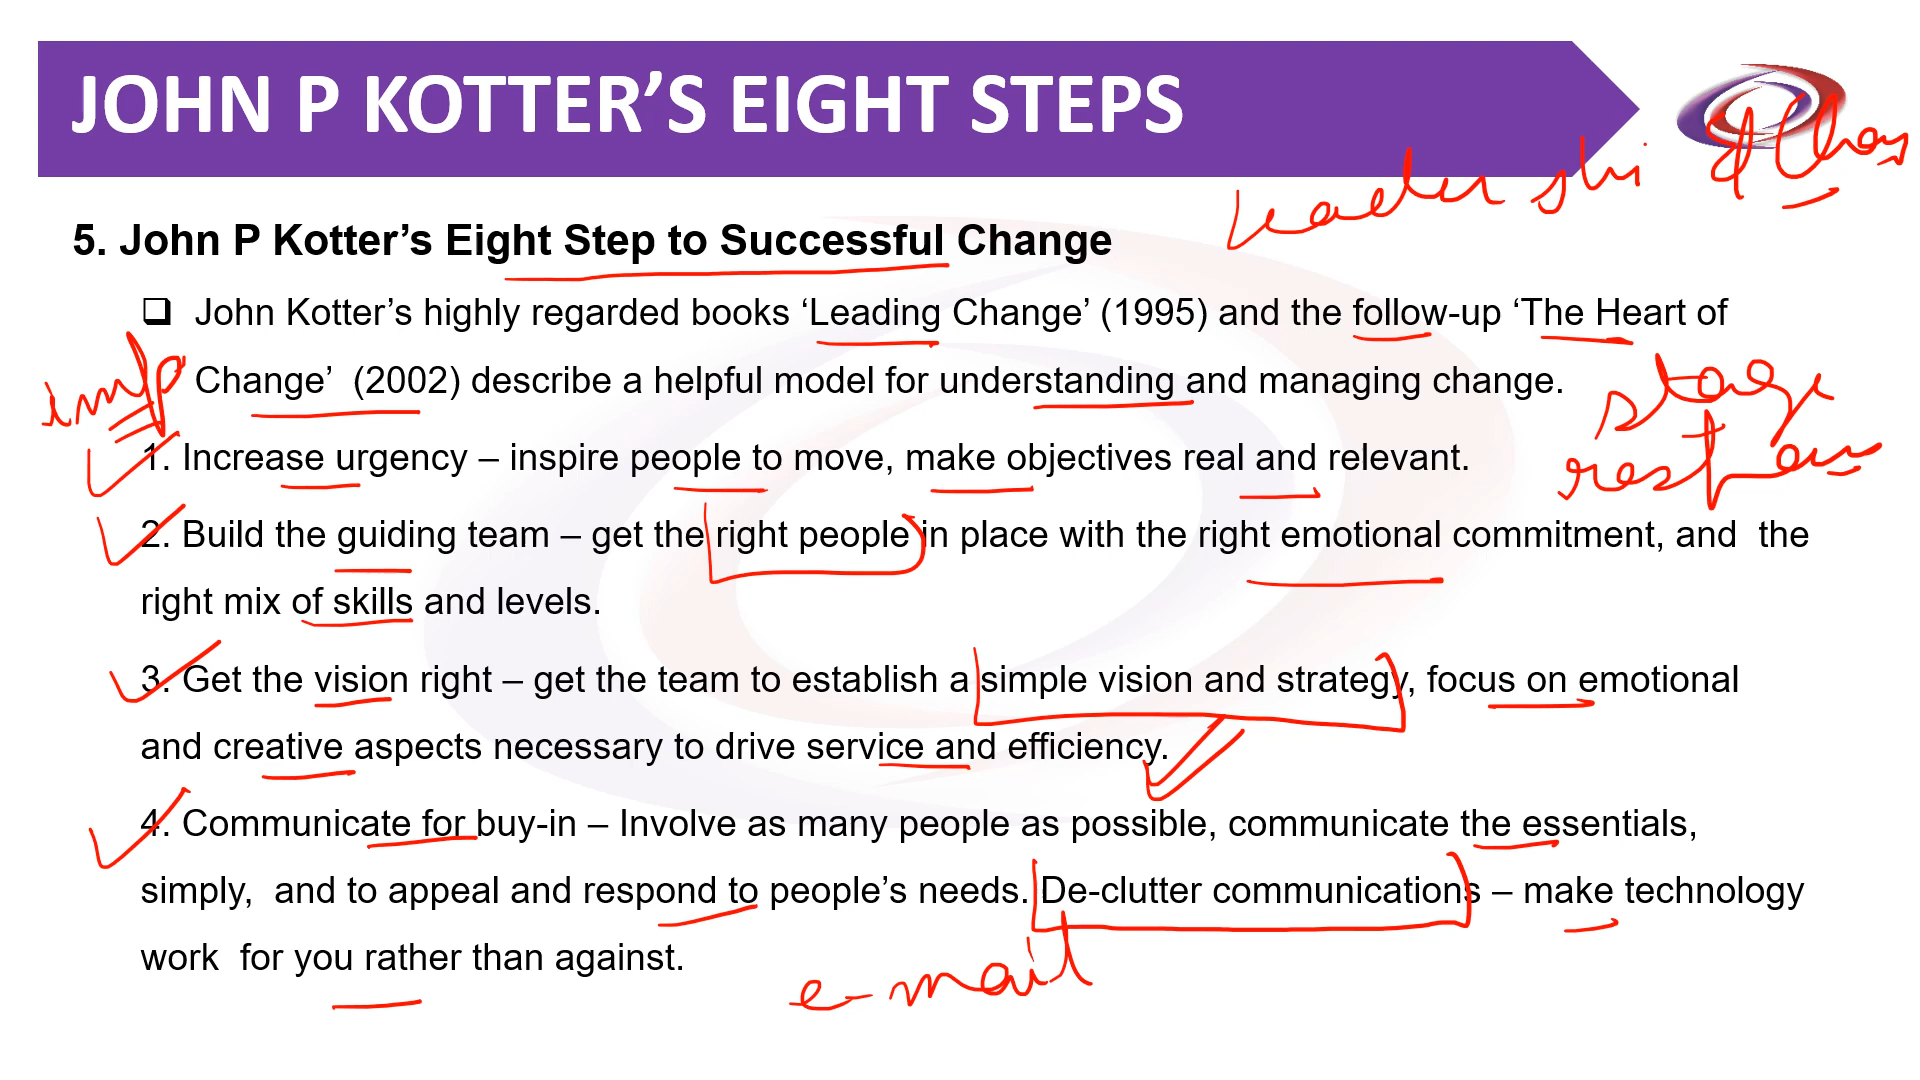 JOHN P KOTTER’S EIGHT STEPS
5. John P Kotter’s Eight Step to Successful Change
❑ John Kotter’s highly regarded books ‘Leading Change’ (1995) and the follow-up ‘The Heart of
Change’ (2002) describe a helpful model for understanding and managing change.
imp
1. Increase urgency – inspire people to move, make objectives real and relevant.
2. Build the guiding team – get the right people in place with the right emotional commitment, and the
right mix of skills and levels.
3. Get the vision right – get the team to establish a simple vision and strategy, focus on emotional
and creative aspects necessary to drive service and efficiency.
4. Communicate for buy-in – Involve as many people as possible, communicate the essentials,
simply, and to appeal and respond to people’s needs. De-clutter communications – make technology
work for you rather than against.
e-mail